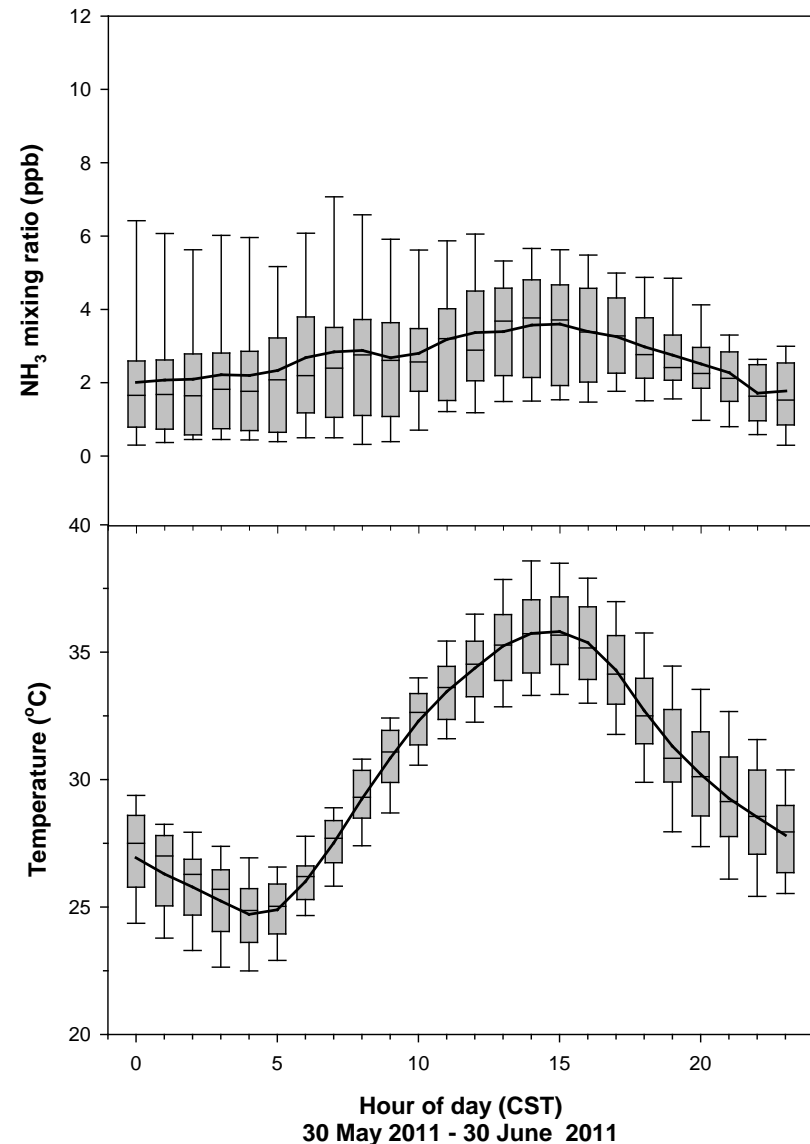 12
10
8
6
4
2
0
NH₃ mixing ratio (ppb)
40
35
30
25
20
Temperature (°C)
0 5 10 15 20
Hour of day (CST)
30 May 2011 - 30 June 2011